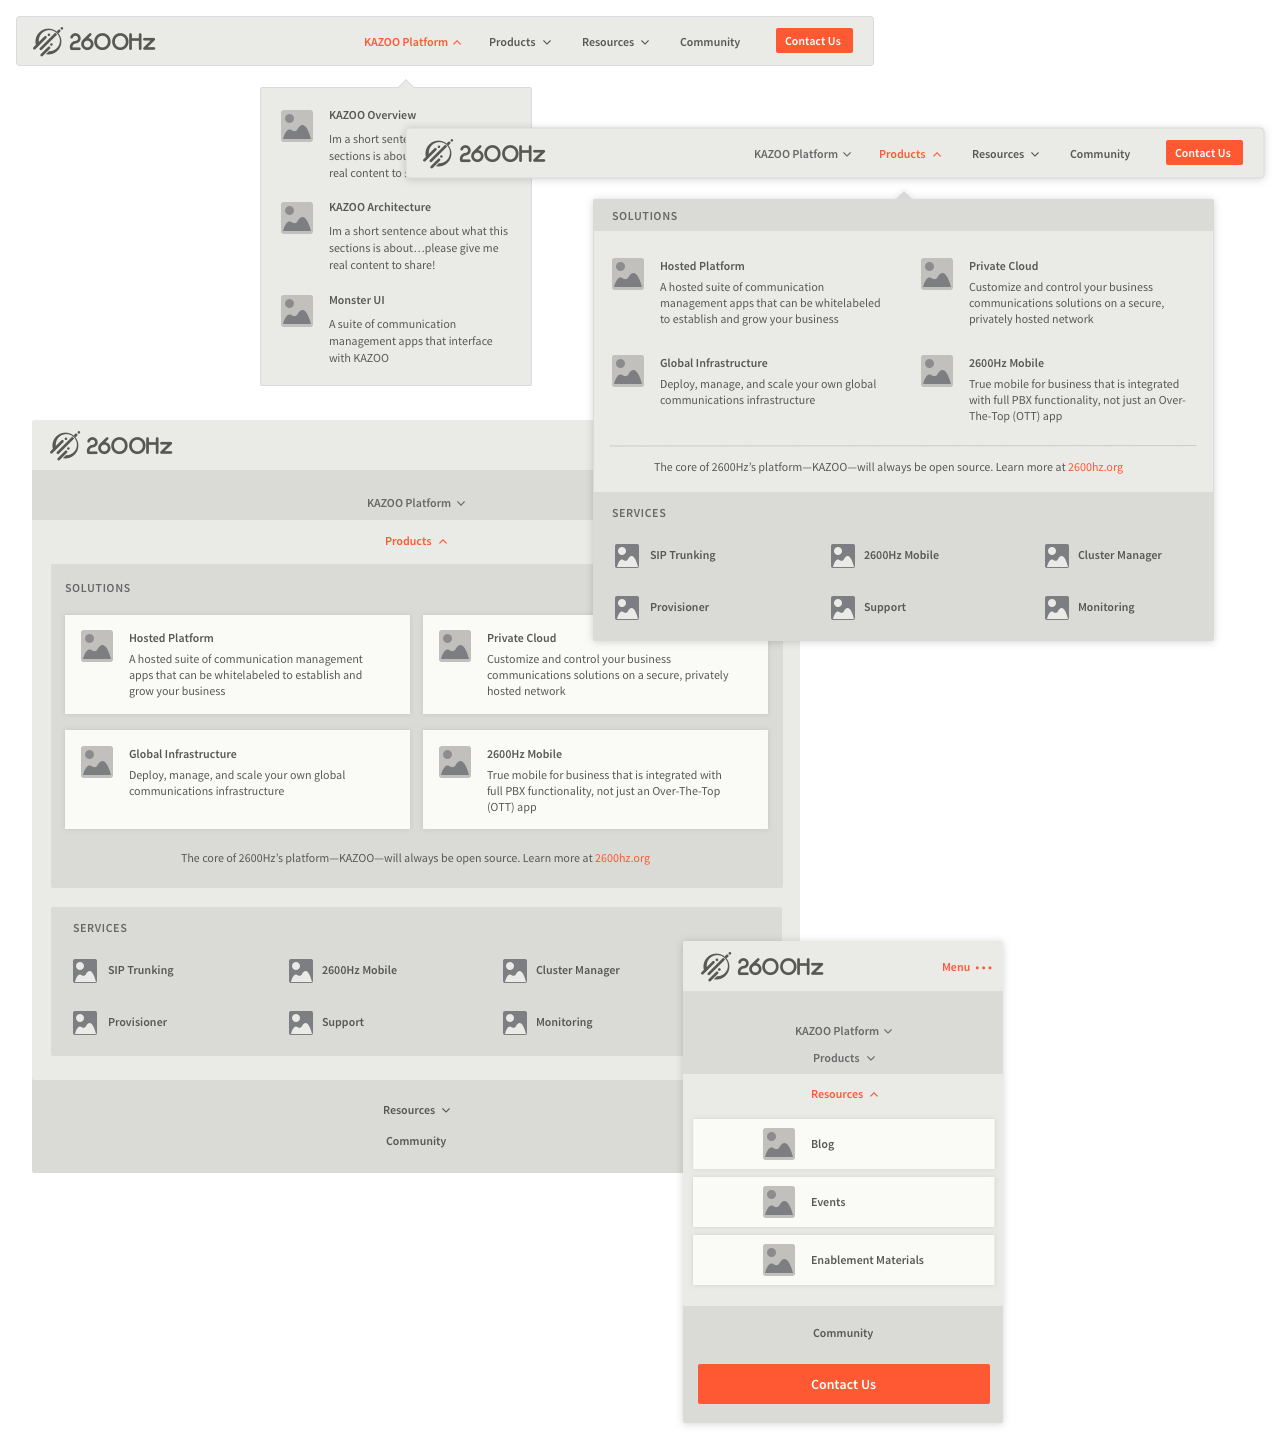 2600Hz
KAZOO Platform
Products
Resources
Community
Contact Us
KAZOO Overview
Im a short sente
sections is abou
real content to
KAZOO Architecture
Im a short sentence about what this
sections is about...please give me
real content to share!
Monster UI
A suite of communication
management apps that interface
with KAZOO
2600Hz
KAZOO Platform
Products
Resources
Community
Contact Us
SOLUTIONS
Hosted Platform
A hosted suite of communication
management apps that can be whitelabeled
to establish and grow your business
Private Cloud
Customize and control your business
communications solutions on a secure,
privately hosted network
Global Infrastructure
Deploy, manage, and scale your own global
communications infrastructure
2600Hz Mobile
True mobile for business that is integrated
with full PBX functionality, not just an Over-
The-Top (OTT) app
The core of 2600Hz's platform—KAZOO—will always be open source. Learn more at 2600hz.org
SERVICES
SIP Trunking
2600Hz Mobile
Cluster Manager
Provisioner
Support
Monitoring
2600Hz
KAZOO Platform
Products
SOLUTIONS
Hosted Platform
A hosted suite of communication management
apps that can be whitelabeled to establish and
grow your business
Private Cloud
Customize and control your business
communications solutions on a secure, privately
hosted network
Global Infrastructure
Deploy, manage, and scale your own global
communications infrastructure
2600Hz Mobile
True mobile for business that is integrated with
full PBX functionality, not just an Over-The-Top
(OTT) app
The core of 2600Hz's platform—KAZOO—will always be open source. Learn more at 2600hz.org
SERVICES
SIP Trunking
2600Hz Mobile
Cluster Manager
Provisioner
Support
Monitoring
Resources
Community
2600Hz
Menu •••
KAZOO Platform
Products
Resources
Blog
Events
Enablement Materials
Community
Contact Us